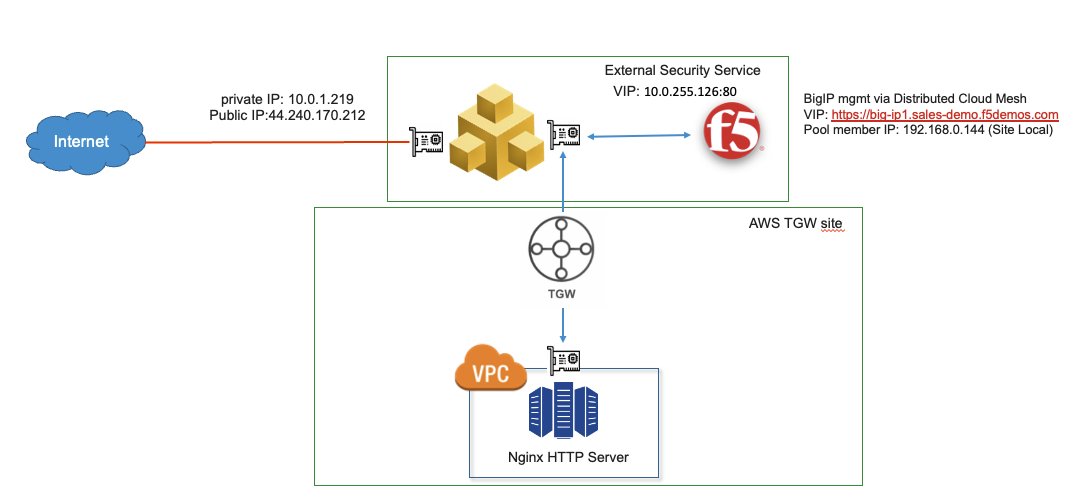 External Security Service
VIP: 10.0.255.126:80
private IP: 10.0.1.219
Public IP:44.240.170.212
Internet
f5
BigIP mgmt via Distributed Cloud Mesh
VIP: https://big-ip1.sales-demo.f5demos.com
Pool member IP: 192.168.0.144 (Site Local)
AWS TGW site
TGW
VPC
Nginx HTTP Server